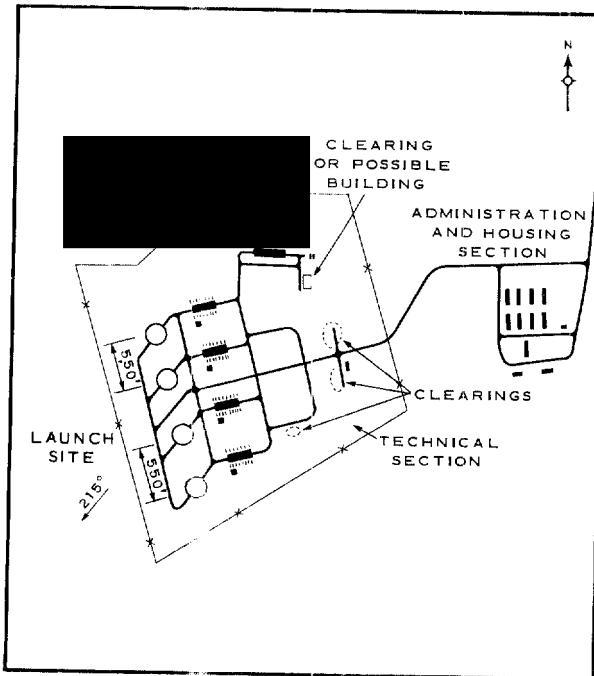 N
CLEARING
OR POSSIBLE
BUILDING
ADMINISTRATION
AND HOUSING
SECTION
550'
CLEARINGS
LAUNCH
SITE
TECHNICAL
SECTION
550'
215°